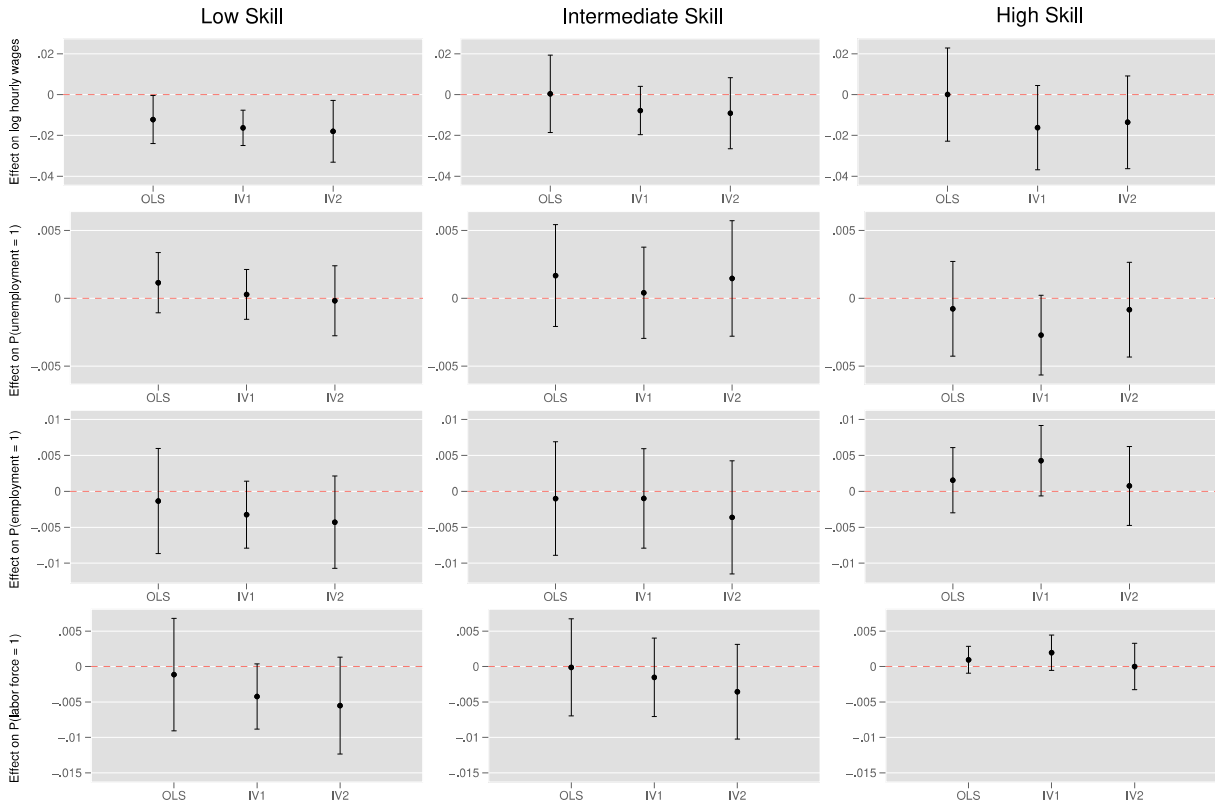 Low Skill Intermediate Skill High Skill
Effect on log hourly wages
.02 .02 .02
0 0 0
−.02 −.02 −.02
−.04 −.04 −.04
OLS IV1 IV2 OLS IV1 IV2 OLS IV1 IV2
Effect on P(unemployment = 1)
.005 .005 .005
0 0 0
−.005 −.005 −.005
OLS IV1 IV2 OLS IV1 IV2 OLS IV1 IV2
Effect on P(employment = 1)
.01 .01 .01
.005 .005 .005
0 0 0
−.005 −.005 −.005
−.01 −.01 −.01
OLS IV1 IV2 OLS IV1 IV2 OLS IV1 IV2
Effect on P(labor force = 1)
.005 .005 .005
0 0 0
−.005 −.005 −.005
−.01 −.01 −.01
−.015 −.015 −.015
OLS IV1 IV2 OLS IV1 IV2 OLS IV1 IV2